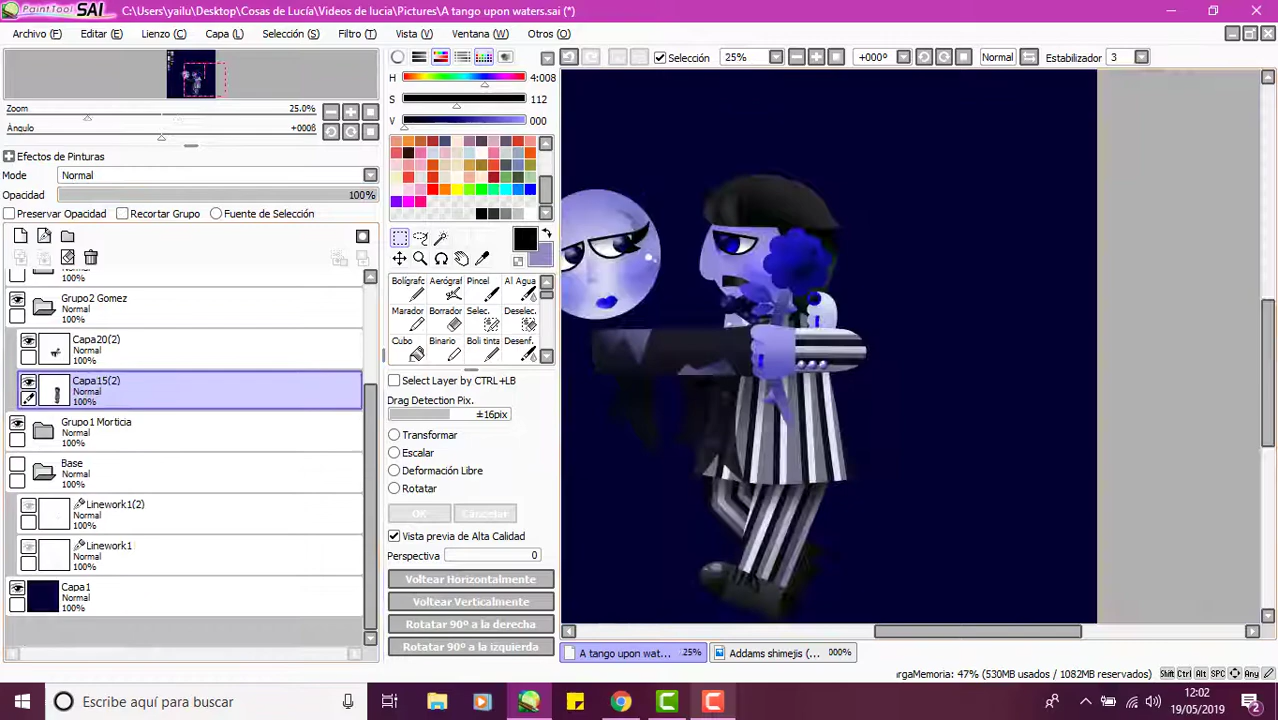 PaintTool SAI C:\Users\yailu\Desktop\Cosas de Lucía\Videos de lucia\Pictures\A tango upon waters.sai (*)
Archivo (F) Editar (E) Lienzo (C) Capa (L) Selección (S) Filtro (T) Vista (V) Ventana (W) Otros (O)
Selección 25% +000º Normal Estabilizador 3
H 4:008
S 112
V 000
Zoom 25.0%
Ángulo +000º
Efectos de Pinturas
Modo Normal
Opacidad 100%
Preservar Opacidad Recortar Grupo Fuente de Selección
Normal
100%
Grupo2 Gomez
Normal
100%
Capa20(2)
Normal
100%
Capa15(2)
Normal
100%
Grupo1 Morticia
Normal
100%
Base
Normal
100%
Linework1(2)
Normal
100%
Linework1
Normal
100%
Capa1
Normal
100%
Bolígrafo Aerógraf Pincel Al Agua
Marador Borrador Selec. Deselec.
Cubo Binario Boli tinta Desenf.
Select Layer by CTRL+LB
Drag Detection Pix.
±16pix
Transformar
Escalar
Deformación Libre
Rotatar
OK Cancelar
Vista previa de Alta Calidad
Perspectiva 0
Voltear Horizontalmente
Voltear Verticalmente
Rotatar 90º a la derecha
Rotatar 90º a la izquierda
A tango upon wat... .25% Addams shimejis (... 000%
rgaMemoria: 47% (530MB usados / 1082MB reservados) Shift Ctrl Alt SPC Any
Escribe aquí para buscar
12:02
19/05/2019
2